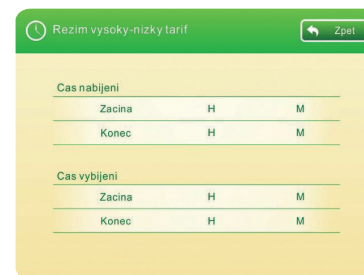 Rezim vysoky-nizky tarif
Zpet
Cas nabijeni
Zacina H M
Konec H M
Cas vybijeni
Zacina H M
Konec H M